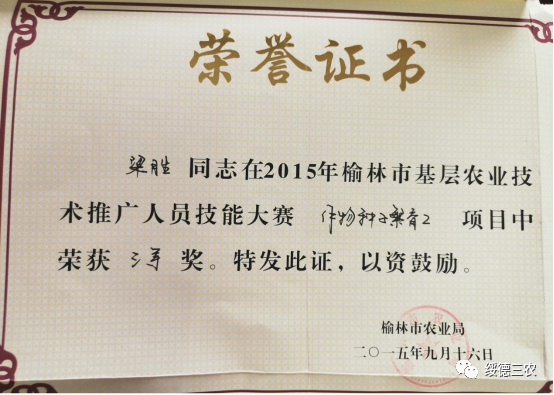 荣誉证书
梁胜 同志在2015年榆林市基层农业技
术推广人员技能大赛 作物种子繁育工 项目中
荣获 三等 奖。特发此证，以资鼓励。
榆林市农业局
二〇一五年九月十六日
绥德三农